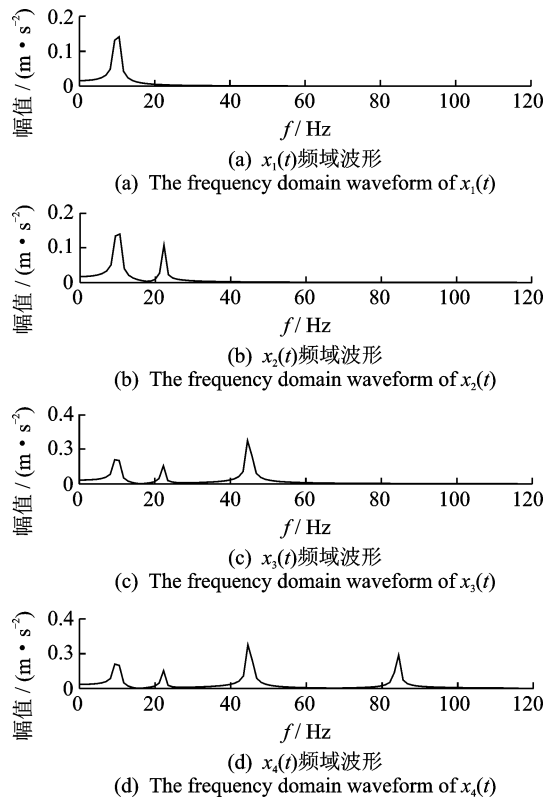 0.2
0.1
0
幅值 / (m·s⁻²)
0 20 40 60 80 100 120
f / Hz
(a) x₁(t)频域波形
(a) The frequency domain waveform of x₁(t)
0.2
0.1
0
幅值 / (m·s⁻²)
0 20 40 60 80 100 120
f / Hz
(b) x₂(t)频域波形
(b) The frequency domain waveform of x₂(t)
0.4
0.3
0
幅值 / (m·s⁻²)
0 20 40 60 80 100 120
f / Hz
(c) x₃(t)频域波形
(c) The frequency domain waveform of x₃(t)
0.4
0.3
0
幅值 / (m·s⁻²)
0 20 40 60 80 100 120
f / Hz
(d) x₄(t)频域波形
(d) The frequency domain waveform of x₄(t)